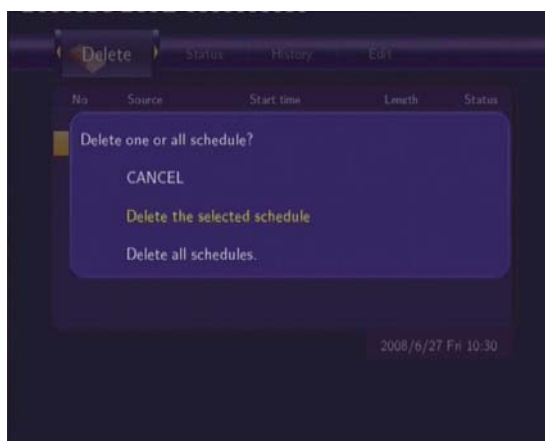 Delete Status History Edit
No Source Start time Length Status
Delete one or all schedule?
CANCEL
Delete the selected schedule
Delete all schedules.
2008/6/27 Fri 10:30